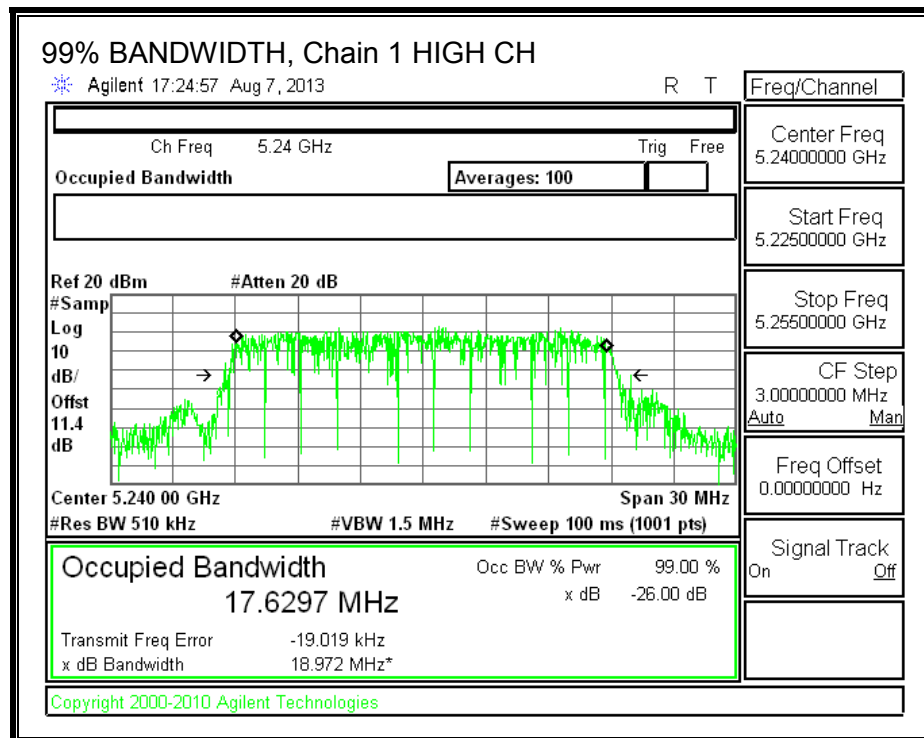 99% BANDWIDTH, Chain 1 HIGH CH
Agilent 17:24:57 Aug 7, 2013 R T
Ch Freq 5.24 GHz Trig Free
Occupied Bandwidth Averages: 100
Ref 20 dBm #Atten 20 dB
#Samp
Log
10
dB/
Offst
11.4
dB
Center 5.240 00 GHz Span 30 MHz
#Res BW 510 kHz #VBW 1.5 MHz #Sweep 100 ms (1001 pts)
Occupied Bandwidth Occ BW % Pwr 99.00 %
17.6297 MHz x dB -26.00 dB
Transmit Freq Error -19.019 kHz
x dB Bandwidth 18.972 MHz*
Copyright 2000-2010 Agilent Technologies
Freq/Channel
Center Freq
5.24000000 GHz
Start Freq
5.22500000 GHz
Stop Freq
5.25500000 GHz
CF Step
3.00000000 MHz
Auto Man
Freq Offset
0.00000000 Hz
Signal Track
On Off